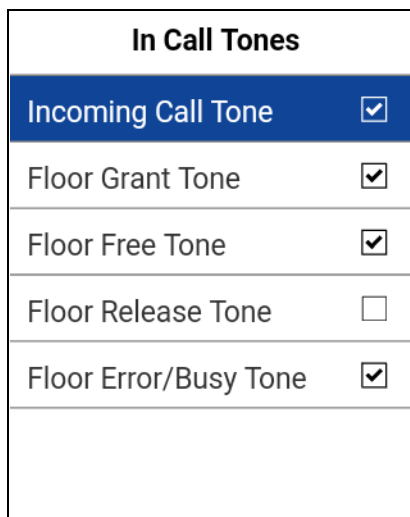 In Call Tones
Incoming Call Tone
Floor Grant Tone
Floor Free Tone
Floor Release Tone
Floor Error/Busy Tone